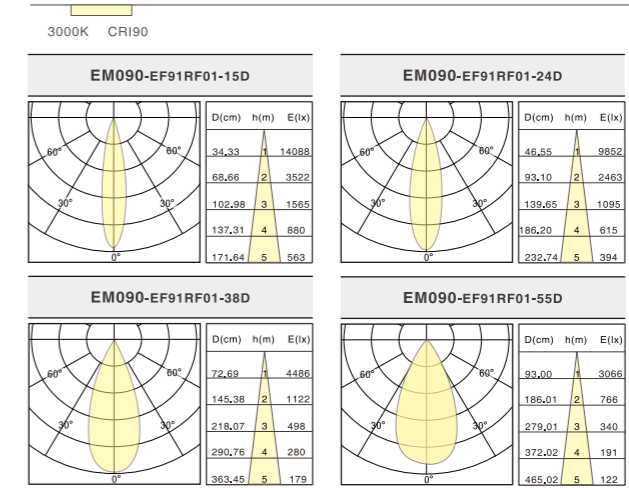 3000K CRI90
EM090-EF91RF01-15D
60° 60°
30° 30°
0°
D(cm) h(m) E(lx)
34.33 1 14088
68.66 2 3522
102.98 3 1565
137.31 4 880
171.64 5 563
EM090-EF91RF01-24D
60° 60°
30° 30°
0°
D(cm) h(m) E(lx)
46.55 1 9852
93.10 2 2463
139.65 3 1095
186.20 4 615
232.74 5 394
EM090-EF91RF01-38D
60° 60°
30° 30°
0°
D(cm) h(m) E(lx)
72.69 1 4486
145.38 2 1122
218.07 3 498
290.76 4 280
363.45 5 179
EM090-EF91RF01-55D
60° 60°
30° 30°
0°
D(cm) h(m) E(lx)
93.00 1 3066
186.01 2 766
279.01 3 340
372.02 4 191
465.02 5 122